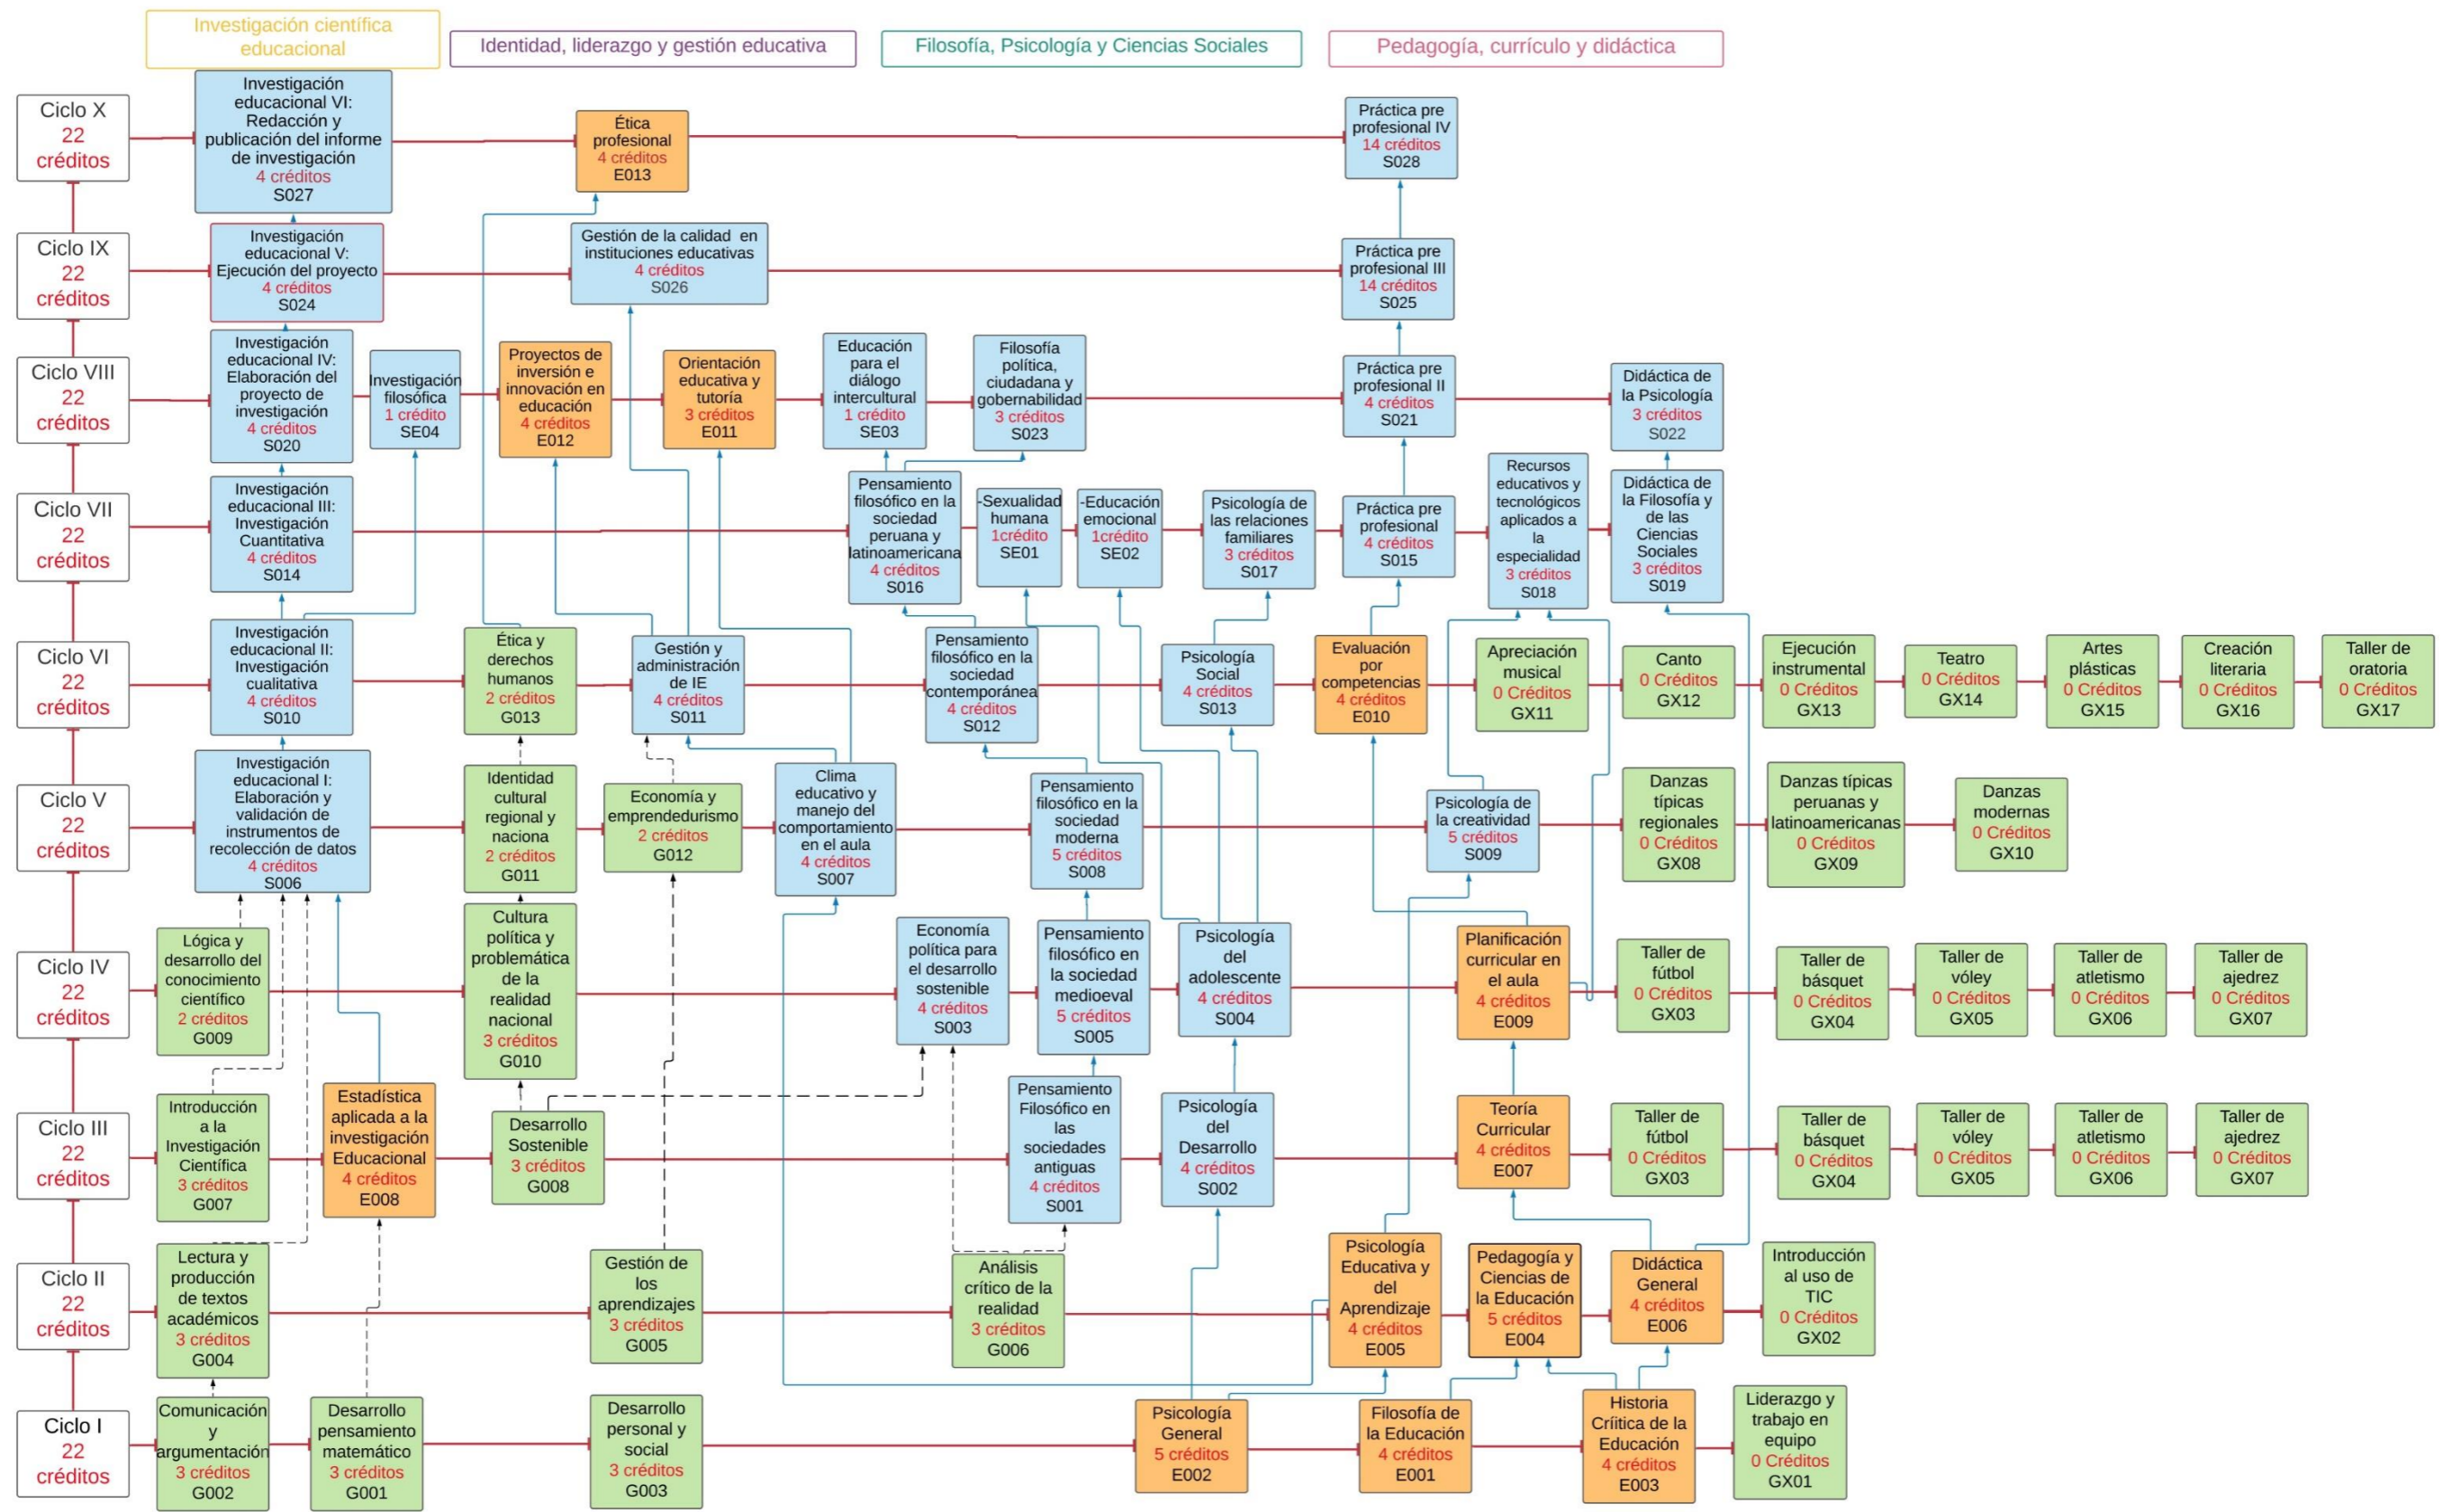 Investigación científica
educacional
Identidad, liderazgo y gestión educativa
Filosofía, Psicología y Ciencias Sociales
Pedagogía, currículo y didáctica
Ciclo X
22
créditos
Investigación
educacional VI:
Redacción y
publicación del informe
de investigación
4 créditos
S027
Ética
profesional
4 créditos
E013
Práctica pre
profesional IV
14 créditos
S028
Ciclo IX
22
créditos
Investigación
educacional V:
Ejecución del proyecto
4 créditos
S024
Gestión de la calidad en
instituciones educativas
4 créditos
S026
Práctica pre
profesional III
14 créditos
S025
Ciclo VIII
22
créditos
Investigación
educacional IV:
Elaboración del
proyecto de
investigación
4 créditos
S020
Investigación
filosófica
1 crédito
SE04
Proyectos de
inversión e
innovación en
educación
4 créditos
E012
Orientación
educativa y
tutoría
3 créditos
E011
Educación
para el
diálogo
intercultural
1 crédito
SE03
Filosofía
política,
ciudadana y
gobernabilidad
3 créditos
S023
Práctica pre
profesional II
4 créditos
S021
Didáctica de
la Psicología
3 créditos
S022
Ciclo VII
22
créditos
Investigación
educacional III:
Investigación
Cuantitativa
4 créditos
S014
Pensamiento
filosófico en la
sociedad
peruana y
latinoamericana
4 créditos
S016
-Sexualidad
humana
1crédito
SE01
-Educación
emocional
1crédito
SE02
Psicología de
las relaciones
familiares
3 créditos
S017
Práctica pre
profesional
4 créditos
S015
Recursos
educativos y
tecnológicos
aplicados a
la
especialidad
3 créditos
S018
Didáctica de
la Filosofía y
de las
Ciencias
Sociales
3 créditos
S019
Ciclo VI
22
créditos
Investigación
educacional II:
Investigación
cualitativa
4 créditos
S010
Ética y
derechos
humanos
2 créditos
G013
Gestión y
administración
de IE
4 créditos
S011
Pensamiento
filosófico en la
sociedad
contemporánea
4 créditos
S012
Psicología
Social
4 créditos
S013
Evaluación
por
competencias
4 créditos
E010
Apreciación
musical
0 Créditos
GX11
Canto
0 Créditos
GX12
Ejecución
instrumental
0 Créditos
GX13
Teatro
0 Créditos
GX14
Artes
plásticas
0 Créditos
GX15
Creación
literaria
0 Créditos
GX16
Taller de
oratoria
0 Créditos
GX17
Ciclo V
22
créditos
Investigación
educacional I:
Elaboración y
validación de
instrumentos de
recolección de datos
4 créditos
S006
Identidad
cultural
regional y
naciona
2 créditos
G011
Economía y
emprendedurismo
2 créditos
G012
Clima
educativo y
manejo del
comportamiento
en el aula
4 créditos
S007
Pensamiento
filosófico en la
sociedad
moderna
5 créditos
S008
Psicología de
la creatividad
5 créditos
S009
Danzas
típicas
regionales
0 Créditos
GX08
Danzas típicas
peruanas y
latinoamericanas
0 Créditos
GX09
Danzas
modernas
0 Créditos
GX10
Ciclo IV
22
créditos
Lógica y
desarrollo del
conocimiento
científico
2 créditos
G009
Cultura
política y
problemática
de la
realidad
nacional
3 créditos
G010
Economía
política para
el desarrollo
sostenible
4 créditos
S003
Pensamiento
filosófico en
la sociedad
medioeval
5 créditos
S005
Psicología
del
adolescente
4 créditos
S004
Planificación
curricular en
el aula
4 créditos
E009
Taller de
fútbol
0 Créditos
GX03
Taller de
básquet
0 Créditos
GX04
Taller de
vóley
0 Créditos
GX05
Taller de
atletismo
0 Créditos
GX06
Taller de
ajedrez
0 Créditos
GX07
Ciclo III
22
créditos
Introducción
a la
Investigación
Científica
3 créditos
G007
Estadística
aplicada a la
investigación
Educacional
4 créditos
E008
Desarrollo
Sostenible
3 créditos
G008
Pensamiento
Filosófico en
las
sociedades
antiguas
4 créditos
S001
Psicología
del
Desarrollo
4 créditos
S002
Teoría
Curricular
4 créditos
E007
Taller de
fútbol
0 Créditos
GX03
Taller de
básquet
0 Créditos
GX04
Taller de
vóley
0 Créditos
GX05
Taller de
atletismo
0 Créditos
GX06
Taller de
ajedrez
0 Créditos
GX07
Ciclo II
22
créditos
Lectura y
producción
de textos
académicos
3 créditos
G004
Gestión de
los
aprendizajes
3 créditos
G005
Análisis
crítico de la
realidad
3 créditos
G006
Psicología
Educativa y
del
Aprendizaje
4 créditos
E005
Pedagogía y
Ciencias de
la Educación
5 créditos
E004
Didáctica
General
4 créditos
E006
Introducción
al uso de
TIC
0 Créditos
GX02
Ciclo I
22
créditos
Comunicación
y
argumentación
3 créditos
G002
Desarrollo
pensamiento
matemático
3 créditos
G001
Desarrollo
personal y
social
3 créditos
G003
Psicología
General
5 créditos
E002
Filosofía de
la Educación
4 créditos
E001
Historia
Críitica de la
Educación
4 créditos
E003
Liderazgo y
trabajo en
equipo
0 Créditos
GX01